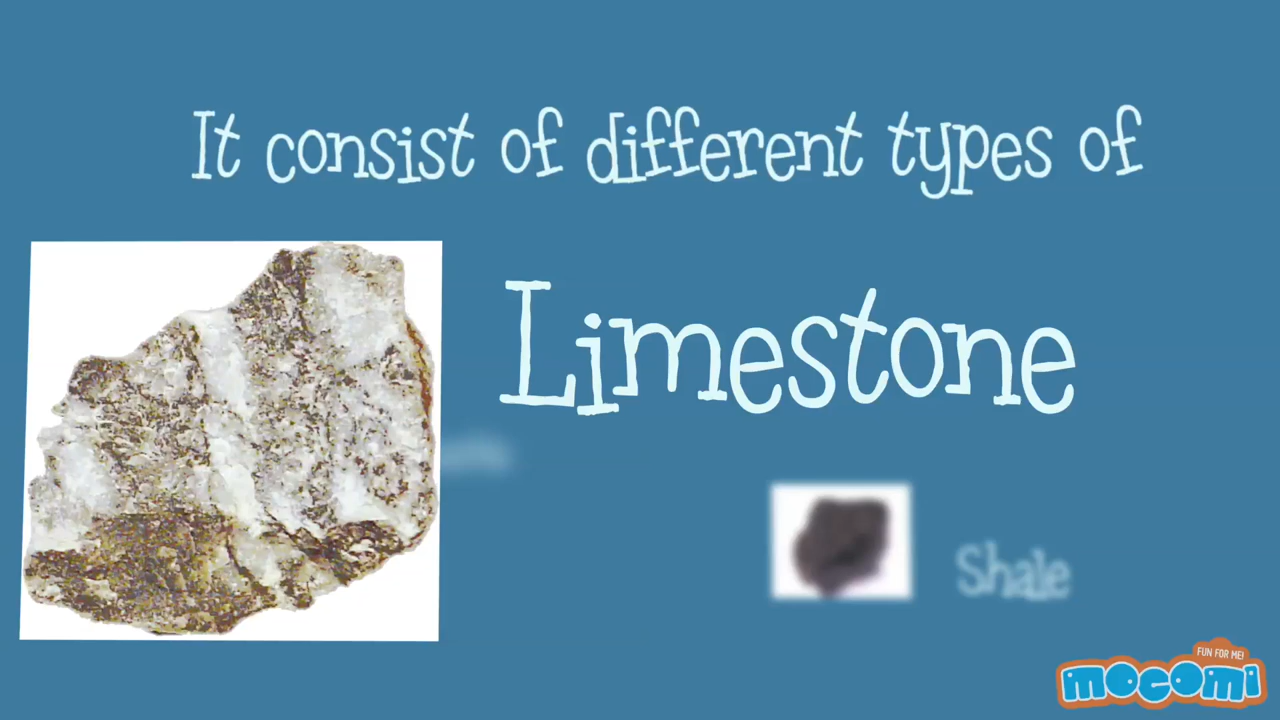 It consist of different types of
Limestone
Shale
FUN FOR ME!
mocomi